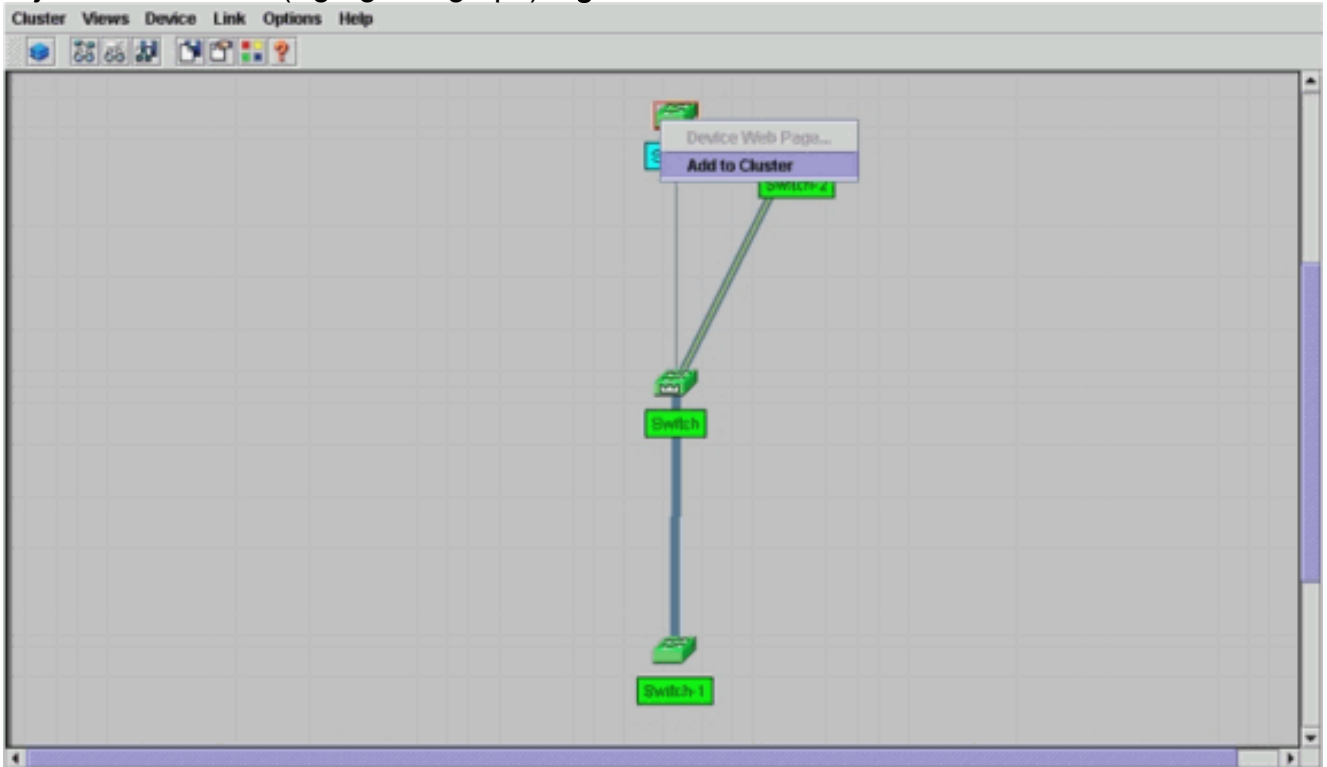 Cluster Views Device Link Options Help
Device Web Page...
S
Add to Cluster
Switch-2
Switch
Switch-1